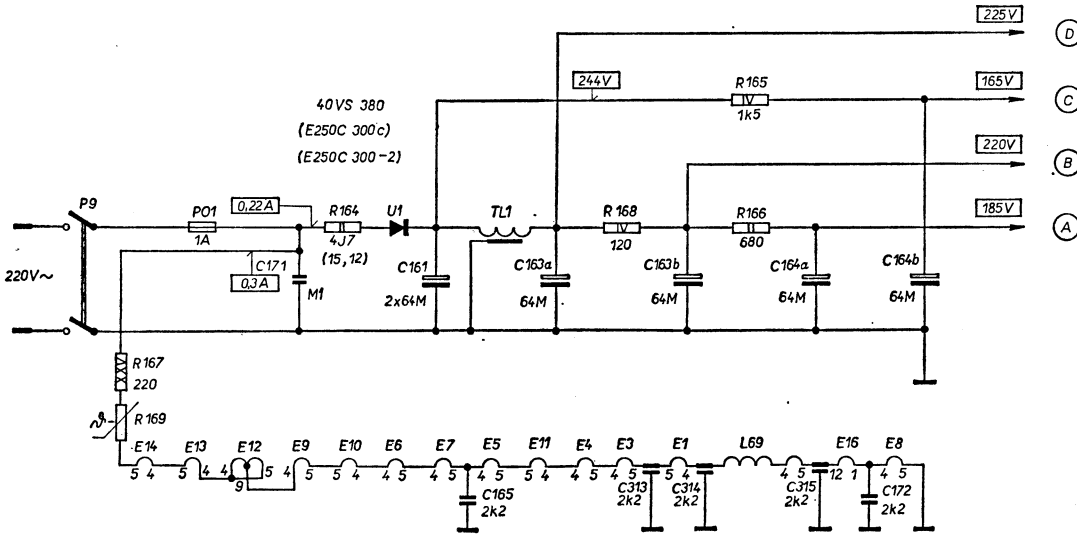 225V
D
244V
R165
1k5
165V
C
40VS 380
(E250C 300c)
(E250C 300-2)
220V
B
P9
PO1
1A
0,22A
R164
4J7
(15,12)
U1
TL1
R168
120
R166
680
185V
A
220V~
C171
0,3A
M1
C161
2x64M
C163a
64M
C163b
64M
C164a
64M
C164b
64M
R167
220
ϑ
R169
E14 E13 E12 E9 E10 E6 E7 E5 E11 E4 E3 E1 L69 E16 E8
5 4 5 4 4 9 5 4 5 5 4 4 5 4 5 5 4 5 4 4 5 4 5 5 4 4 5 12 1 4 5
C165
2k2
C313
2k2
C314
2k2
C315
2k2
C172
2k2